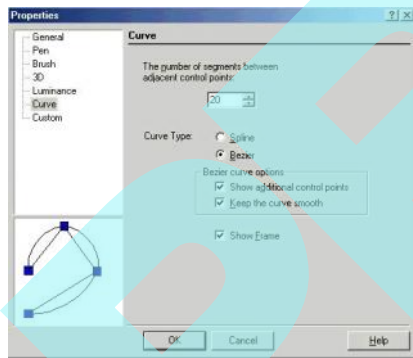 Properties
General
Pen
Brush
3D
Luminance
Curve
Custom
Curve
The number of segments between
adjacent control points:
20
Curve Type:
Spline
Bezier
Bezier curve options
Show additional control points
Keep the curve smooth
Show Frame
OK
Cancel
Help